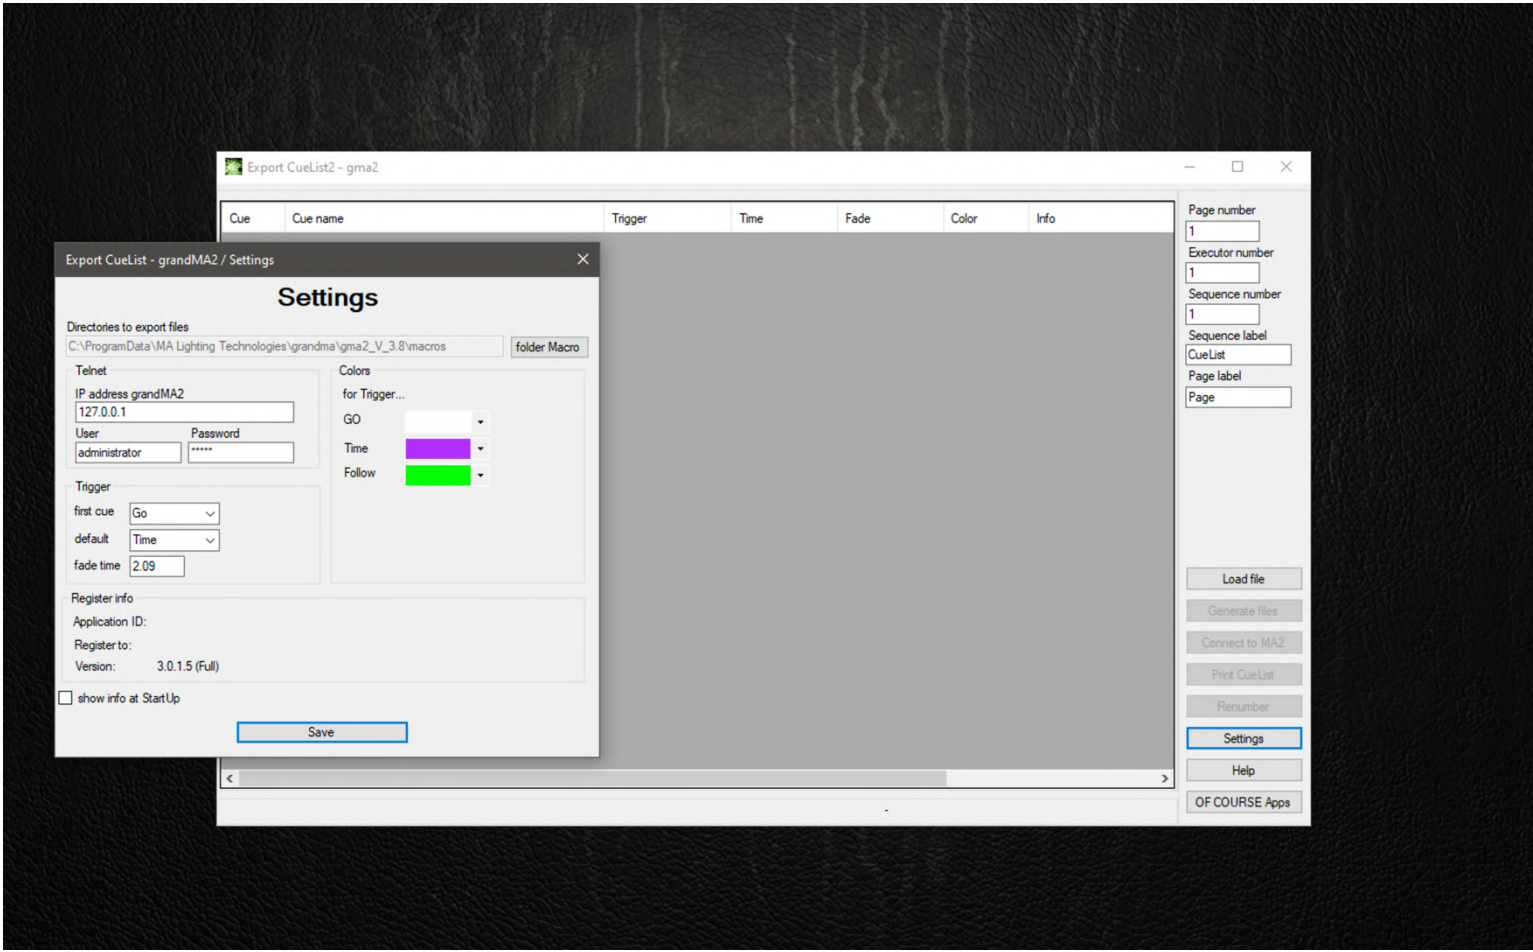 Export CueList2 - gma2
Cue Cue name Trigger Time Fade Color Info
Page number
1
Executor number
1
Sequence number
1
Sequence label
CueList
Page label
Page
Load file
Generate files
Connect to MA2
Print CueList
Renumber
Settings
Help
OF COURSE Apps
-
Export CueList - grandMA2 / Settings
Settings
Directories to export files
C:\ProgramData\MA Lighting Technologies\grandma\gma2_V_3.8\macros folder Macro
Telnet
IP address grandMA2
127.0.0.1
User Password
administrator *****
Trigger
first cue Go
default Time
fade time 2.09
Colors
for Trigger...
GO
Time
Follow
Register info
Application ID:
Register to:
Version: 3.0.1.5 (Full)
show info at StartUp
Save